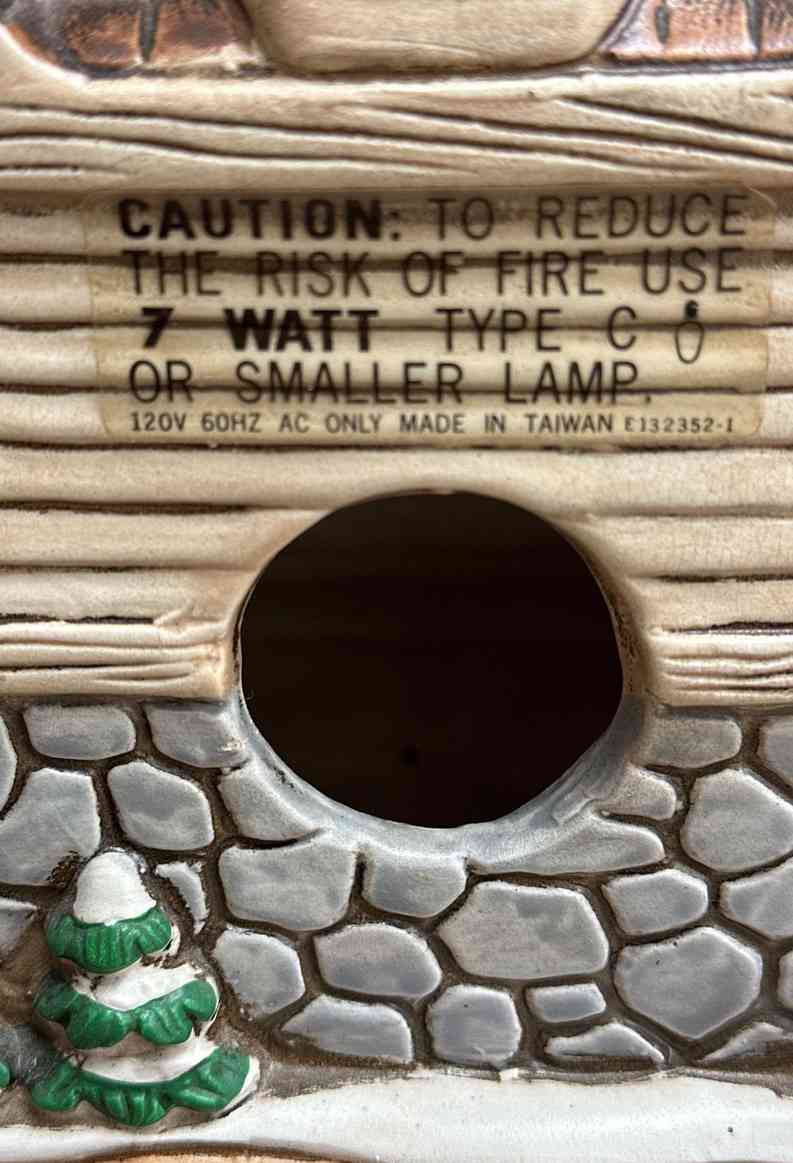 CAUTION: TO REDUCE
THE RISK OF FIRE USE
7 WATT TYPE C
OR SMALLER LAMP.
120V 60HZ AC ONLY MADE IN TAIWAN E132352-1